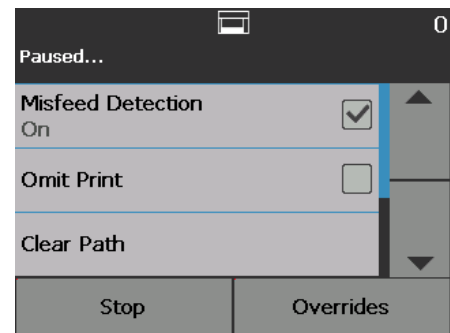 0
Paused...
Misfeed Detection
On
Omit Print
Clear Path
Stop
Overrides